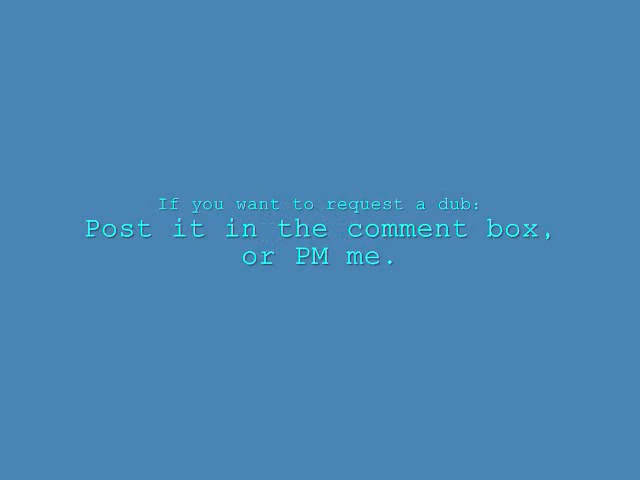 If you want to request a dub:
Post it in the comment box,
or PM me.